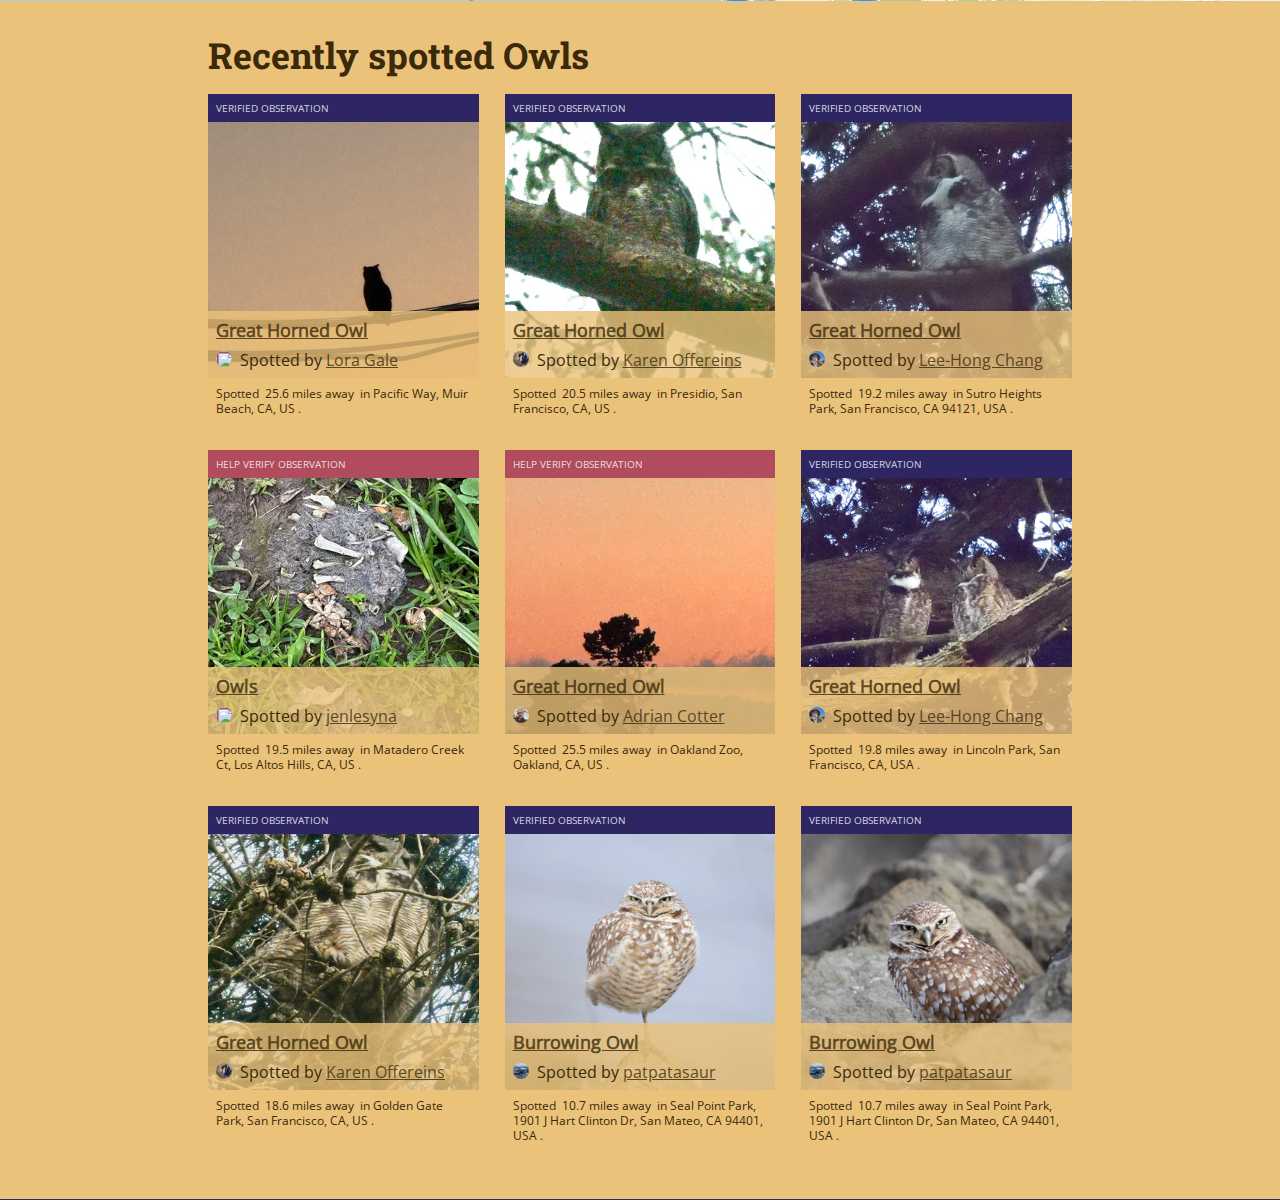 Recently spotted Owls
VERIFIED OBSERVATION
Great Horned Owl
Spotted by Lora Gale
Spotted 25.6 miles away in Pacific Way, Muir
Beach, CA, US .
VERIFIED OBSERVATION
Great Horned Owl
Spotted by Karen Offereins
Spotted 20.5 miles away in Presidio, San
Francisco, CA, US .
VERIFIED OBSERVATION
Great Horned Owl
Spotted by Lee-Hong Chang
Spotted 19.2 miles away in Sutro Heights
Park, San Francisco, CA 94121, USA .
HELP VERIFY OBSERVATION
Owls
Spotted by jenlesyna
Spotted 19.5 miles away in Matadero Creek
Ct, Los Altos Hills, CA, US .
HELP VERIFY OBSERVATION
Great Horned Owl
Spotted by Adrian Cotter
Spotted 25.5 miles away in Oakland Zoo,
Oakland, CA, US .
VERIFIED OBSERVATION
Great Horned Owl
Spotted by Lee-Hong Chang
Spotted 19.8 miles away in Lincoln Park, San
Francisco, CA, USA .
VERIFIED OBSERVATION
Great Horned Owl
Spotted by Karen Offereins
Spotted 18.6 miles away in Golden Gate
Park, San Francisco, CA, US .
VERIFIED OBSERVATION
Burrowing Owl
Spotted by patpatasaur
Spotted 10.7 miles away in Seal Point Park,
1901 J Hart Clinton Dr, San Mateo, CA 94401,
USA .
VERIFIED OBSERVATION
Burrowing Owl
Spotted by patpatasaur
Spotted 10.7 miles away in Seal Point Park,
1901 J Hart Clinton Dr, San Mateo, CA 94401,
USA .